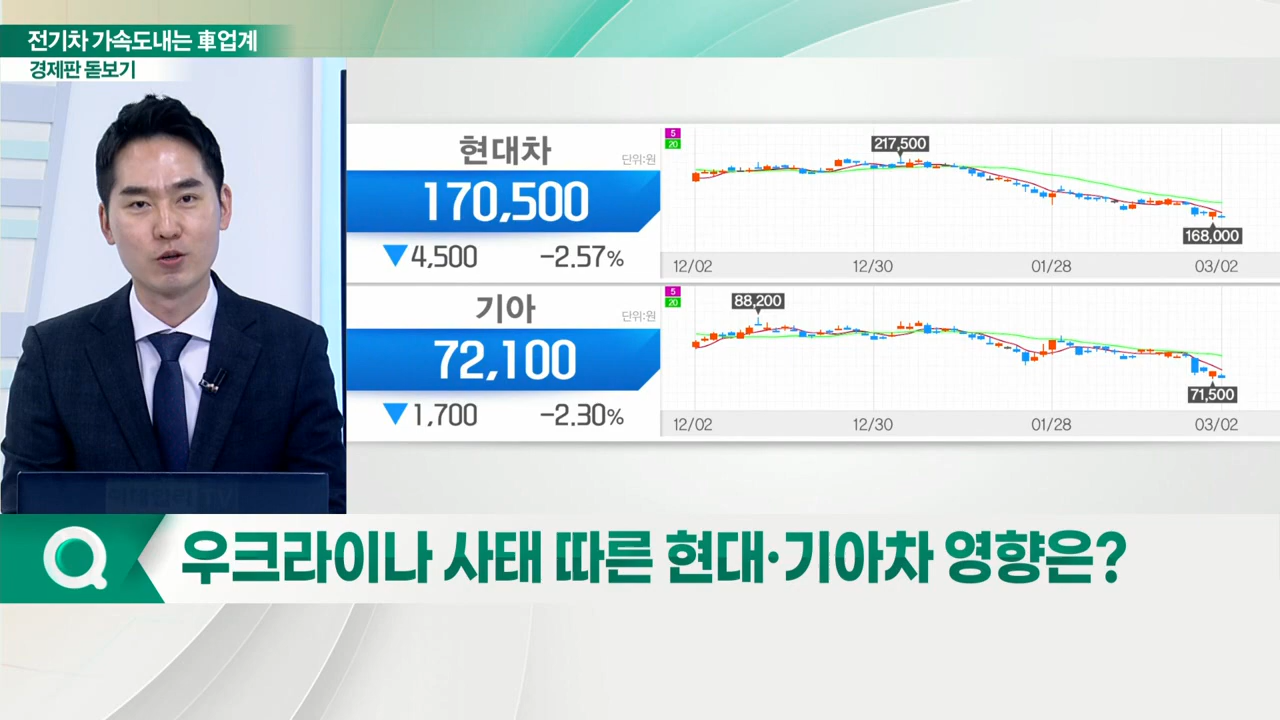 전기차 가속도내는 車업계
경제판 돋보기
현대차
단위:원
170,500
▼4,500 -2.57%
5
20
217,500
168,000
12/02 12/30 01/28 03/02
기아
단위:원
72,100
▼1,700 -2.30%
5
20
88,200
71,500
12/02 12/30 01/28 03/02
Q 우크라이나 사태 따른 현대·기아차 영향은?